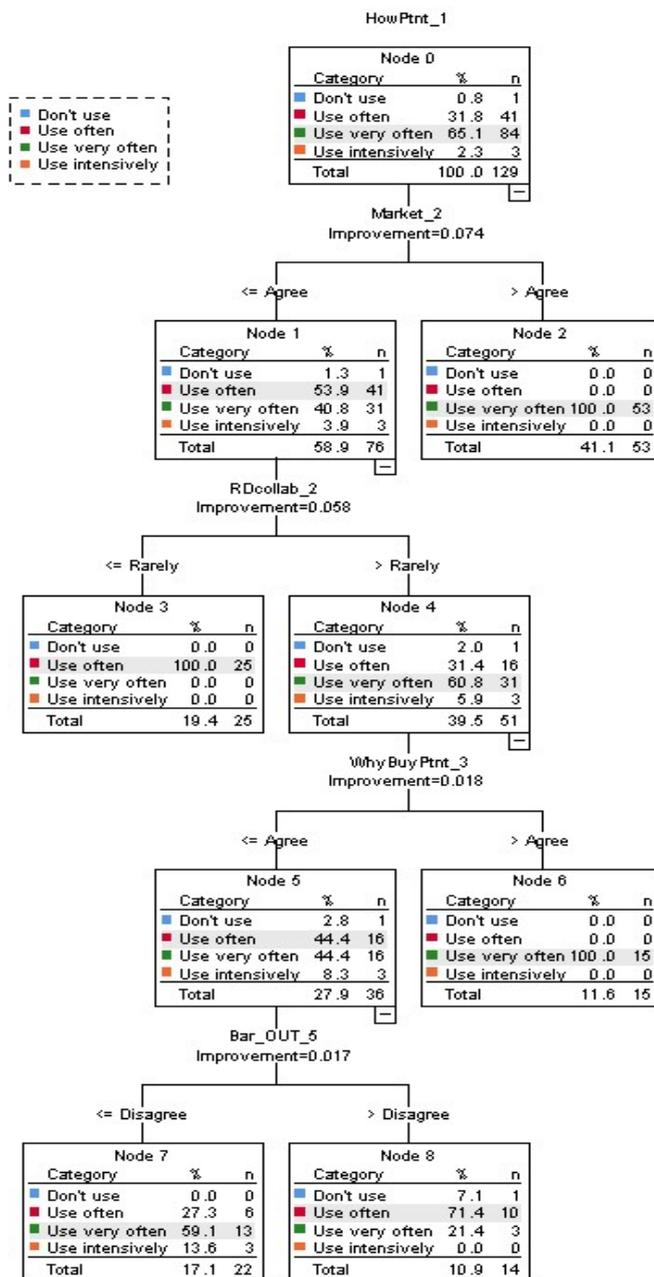 HowPtnt_1
Don't use
Use often
Use very often
Use intensively
Node 0
Category % n
Don't use 0.8 1
Use often 31.8 41
Use very often 65.1 84
Use intensively 2.3 3
Total 100.0 129
Market_2
Improvement=0.074
<= Agree
> Agree
Node 1
Category % n
Don't use 1.3 1
Use often 53.9 41
Use very often 40.8 31
Use intensively 3.9 3
Total 58.9 76
Node 2
Category % n
Don't use 0.0 0
Use often 0.0 0
Use very often 100.0 53
Use intensively 0.0 0
Total 41.1 53
RDcollab_2
Improvement=0.058
<= Rarely
> Rarely
Node 3
Category % n
Don't use 0.0 0
Use often 100.0 25
Use very often 0.0 0
Use intensively 0.0 0
Total 19.4 25
Node 4
Category % n
Don't use 2.0 1
Use often 31.4 16
Use very often 60.8 31
Use intensively 5.9 3
Total 39.5 51
WhyBuyPtnt_3
Improvement=0.018
<= Agree
> Agree
Node 5
Category % n
Don't use 2.8 1
Use often 44.4 16
Use very often 44.4 16
Use intensively 8.3 3
Total 27.9 36
Node 6
Category % n
Don't use 0.0 0
Use often 0.0 0
Use very often 100.0 15
Use intensively 0.0 0
Total 11.6 15
Bar_OUT_5
Improvement=0.017
<= Disagree
> Disagree
Node 7
Category % n
Don't use 0.0 0
Use often 27.3 6
Use very often 59.1 13
Use intensively 13.6 3
Total 17.1 22
Node 8
Category % n
Don't use 7.1 1
Use often 71.4 10
Use very often 21.4 3
Use intensively 0.0 0
Total 10.9 14